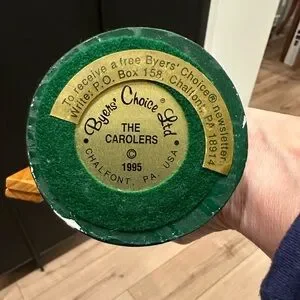 To receive a free Byers' Choice® newsletter,
Write: P.O. Box 158, Chalfont, PA 18914
Byers' Choice® Ltd
THE
CAROLERS
©
1995
• CHALFONT, PA. USA •